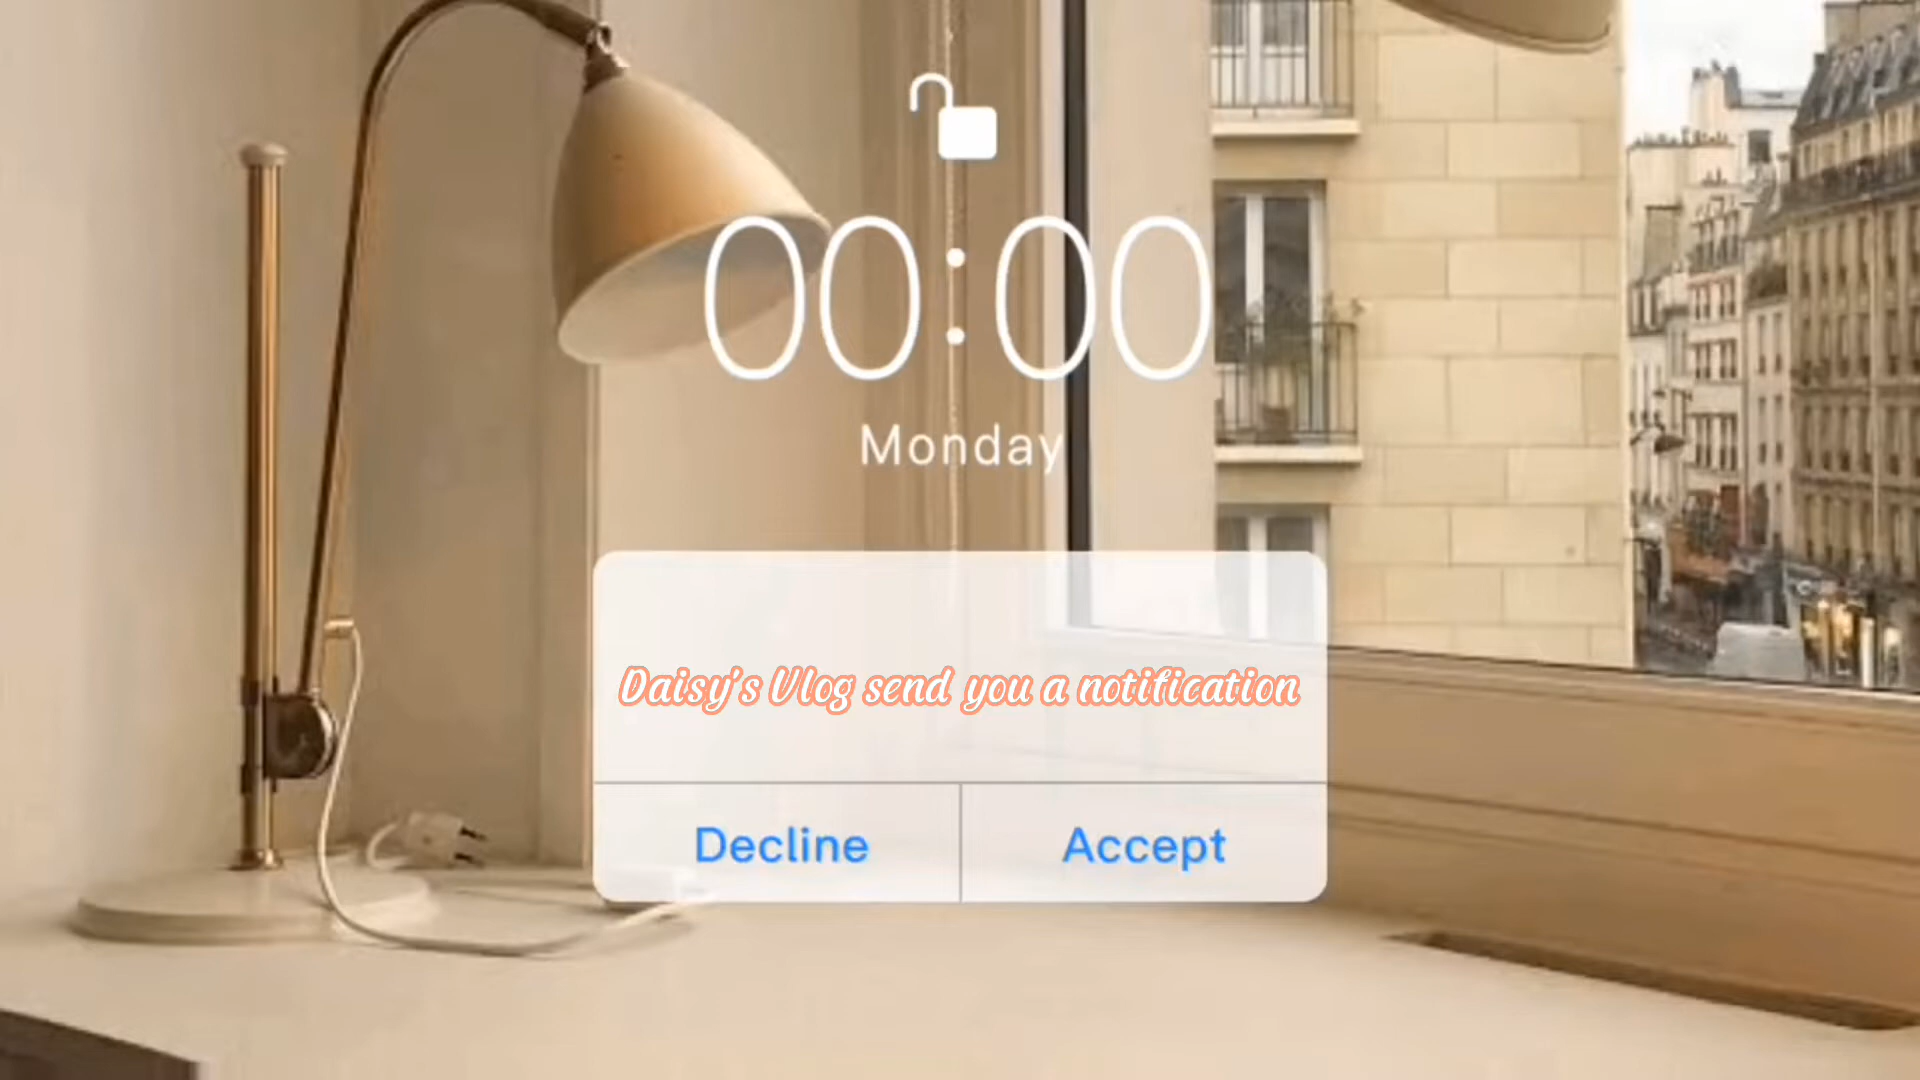 00:00
Monday
Daisy's Vlog send you a notification
Decline
Accept